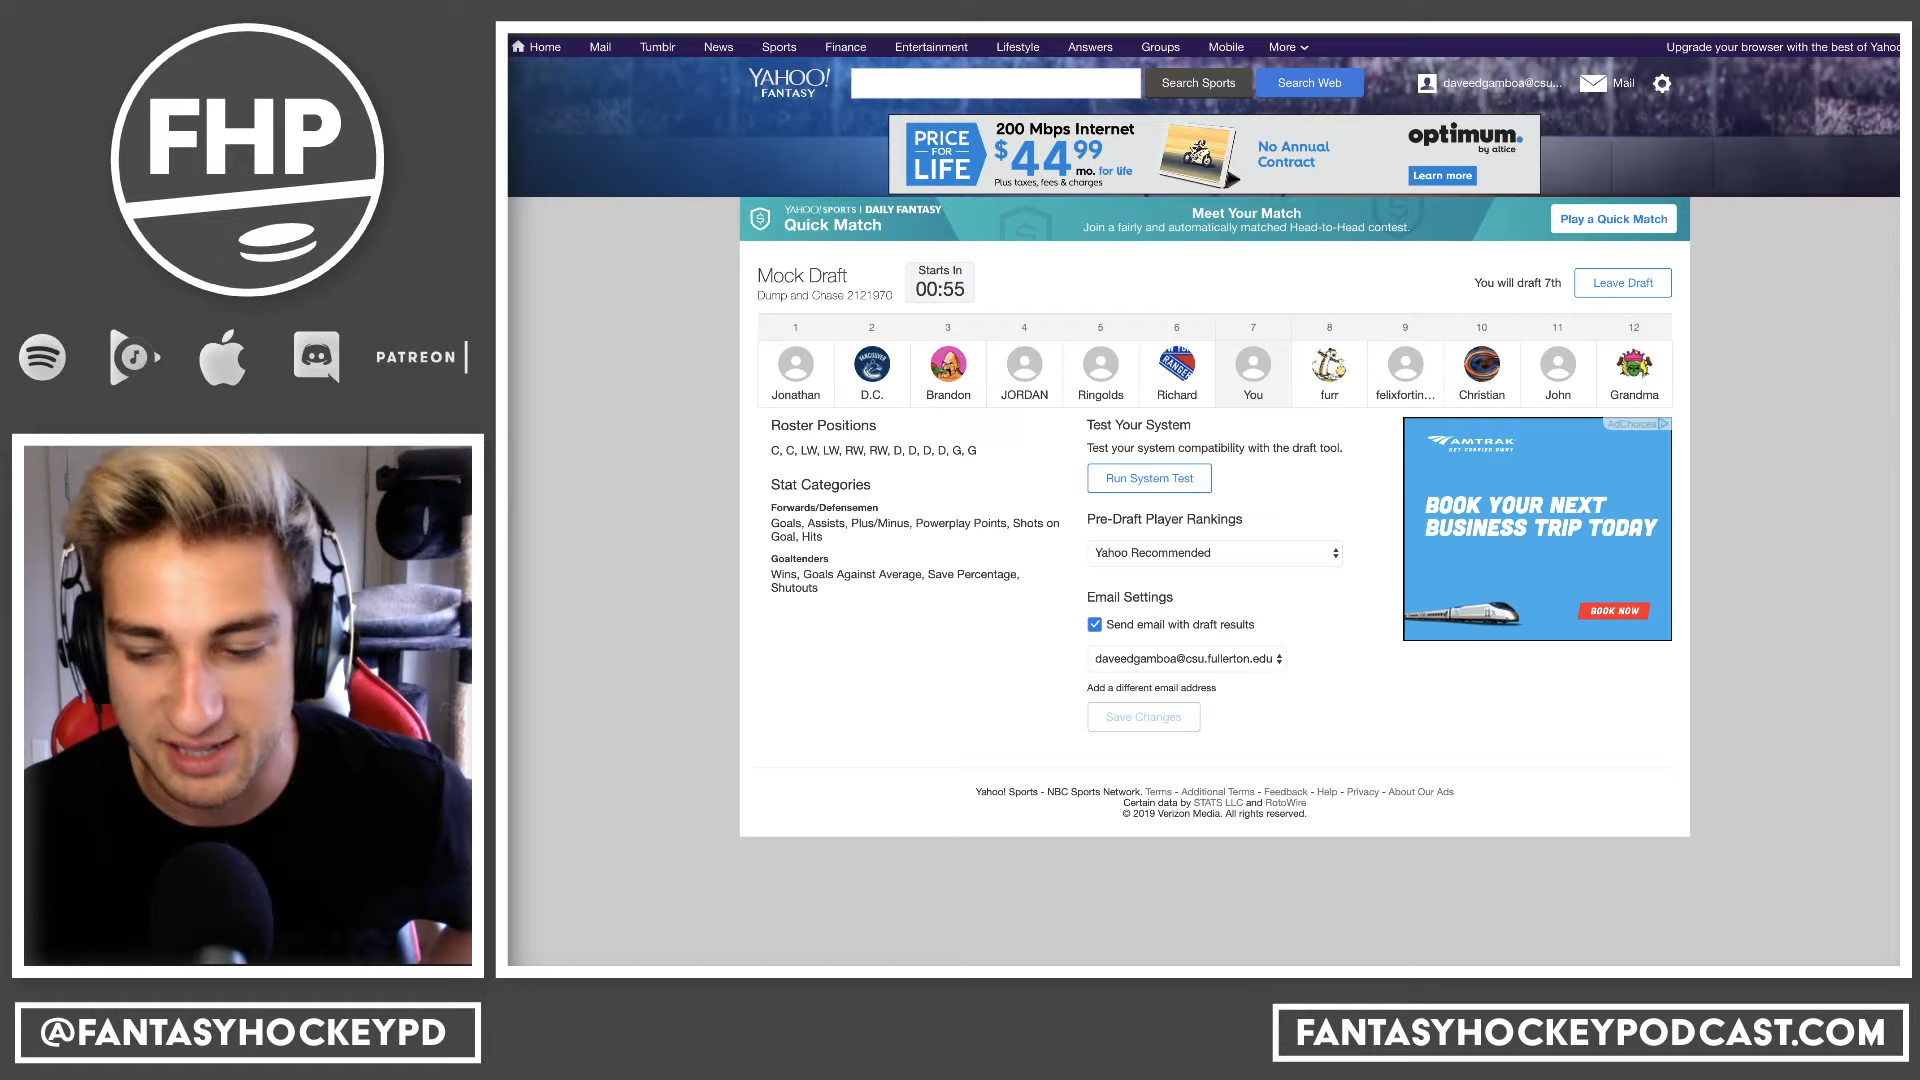 FHP
PATREON
@FANTASYHOCKEYPD
Home Mail Tumblr News Sports Finance Entertainment Lifestyle Answers Groups Mobile More
Upgrade your browser with the best of Yahoo
YAHOO!
FANTASY
Search Sports
Search Web
daveedgamboa@csu...
Mail
PRICE
FOR
LIFE
200 Mbps Internet
$44.99
mo. for life
Plus taxes, fees & charges
No Annual
Contract
optimum.
by altice
Learn more
YAHOO! SPORTS | DAILY FANTASY
Quick Match
Meet Your Match
Join a fairly and automatically matched Head-to-Head contest.
Play a Quick Match
Mock Draft
Dump and Chase 2121970
Starts In
00:55
You will draft 7th
Leave Draft
1 2 3 4 5 6 7 8 9 10 11 12
VANCOUVER
RANGER
Jonathan D.C. Brandon JORDAN Ringolds Richard You furr felixfortin... Christian John Grandma
Roster Positions
C, C, LW, LW, RW, RW, D, D, D, D, G, G
Stat Categories
Forwards/Defensemen
Goals, Assists, Plus/Minus, Powerplay Points, Shots on
Goal, Hits
Goaltenders
Wins, Goals Against Average, Save Percentage,
Shutouts
Test Your System
Test your system compatibility with the draft tool.
Run System Test
Pre-Draft Player Rankings
Yahoo Recommended
Email Settings
Send email with draft results
daveedgamboa@csu.fullerton.edu
Add a different email address
Save Changes
AdChoices
AMTRAK
GET CARRIED AWAY
BOOK YOUR NEXT
BUSINESS TRIP TODAY
BOOK NOW
Yahoo! Sports - NBC Sports Network. Terms - Additional Terms - Feedback - Help - Privacy - About Our Ads
Certain data by STATS LLC and RotoWire
© 2019 Verizon Media. All rights reserved.
FANTASYHOCKEYPODCAST.COM